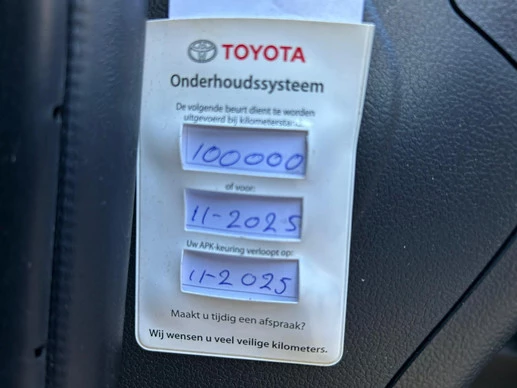 TOYOTA
Onderhoudssysteem
De volgende beurt dient te worden
uitgevoerd bij kilometerstand:
100000
of voor:
11-2025
Uw APK-keuring verloopt op:
11-2025
Maakt u tijdig een afspraak?
Wij wensen u veel veilige kilometers.